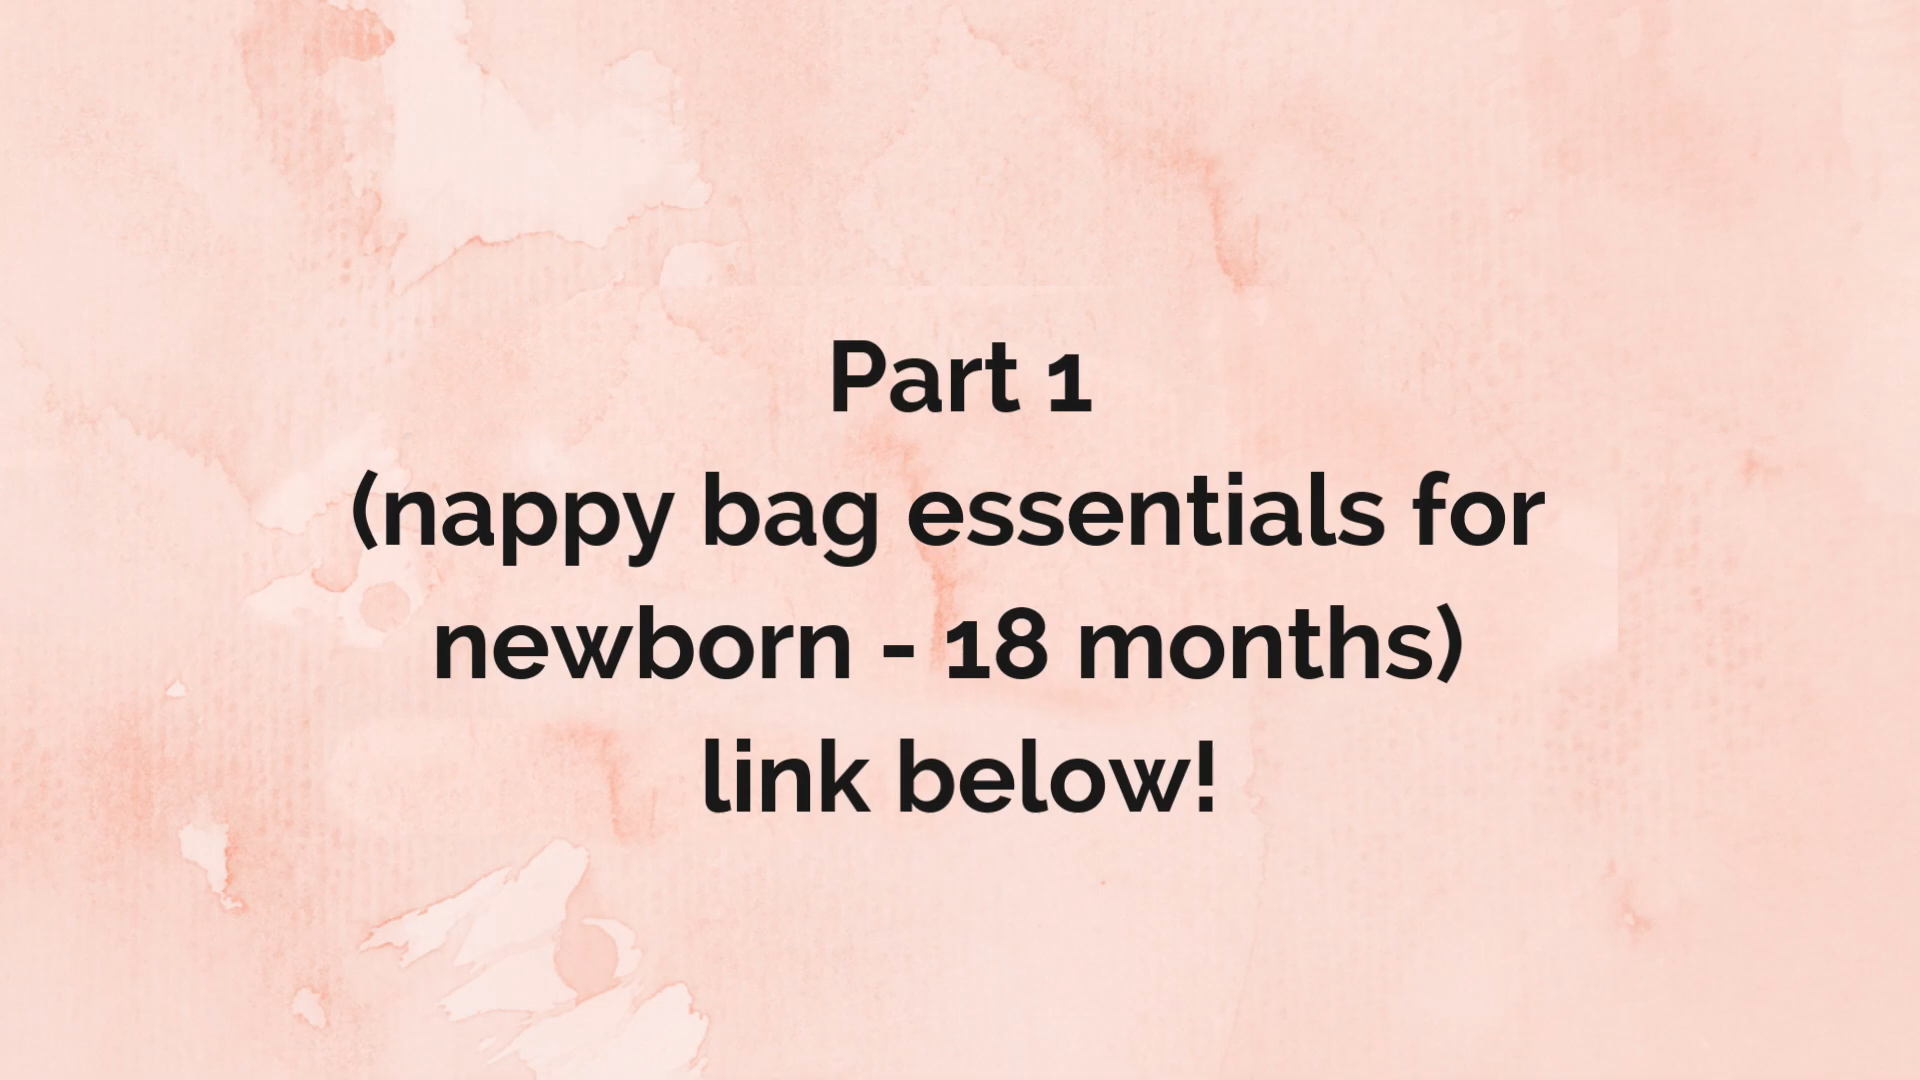 Part 1
(nappy bag essentials for
newborn - 18 months)
link below!